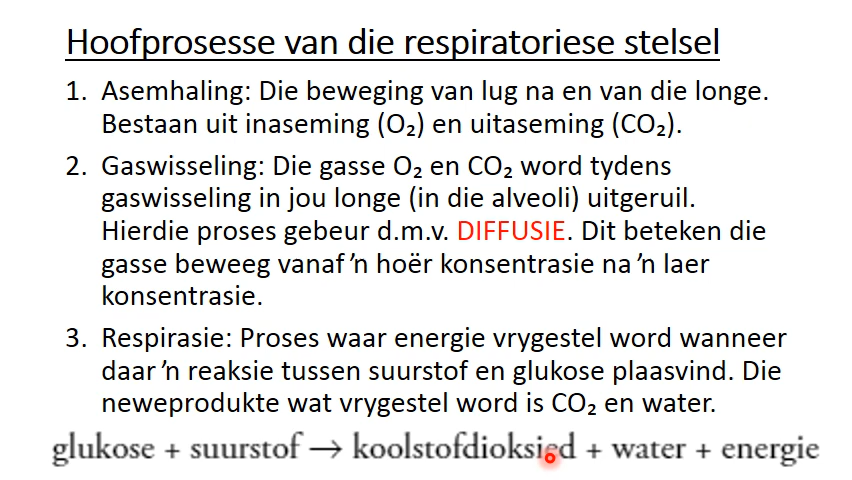 Hoofprosesse van die respiratoriese stelsel
1. Asemhaling: Die beweging van lug na en van die longe.
Bestaan uit inaseming (O₂) en uitaseming (CO₂).
2. Gaswisseling: Die gasse O₂ en CO₂ word tydens
gaswisseling in jou longe (in die alveoli) uitgeruil.
Hierdie proses gebeur d.m.v. DIFFUSIE. Dit beteken die
gasse beweeg vanaf ’n hoër konsentrasie na ’n laer
konsentrasie.
3. Respirasie: Proses waar energie vrygestel word wanneer
daar ’n reaksie tussen suurstof en glukose plaasvind. Die
neweprodukte wat vrygestel word is CO₂ en water.
glukose + suurstof → koolstofdioksied + water + energie